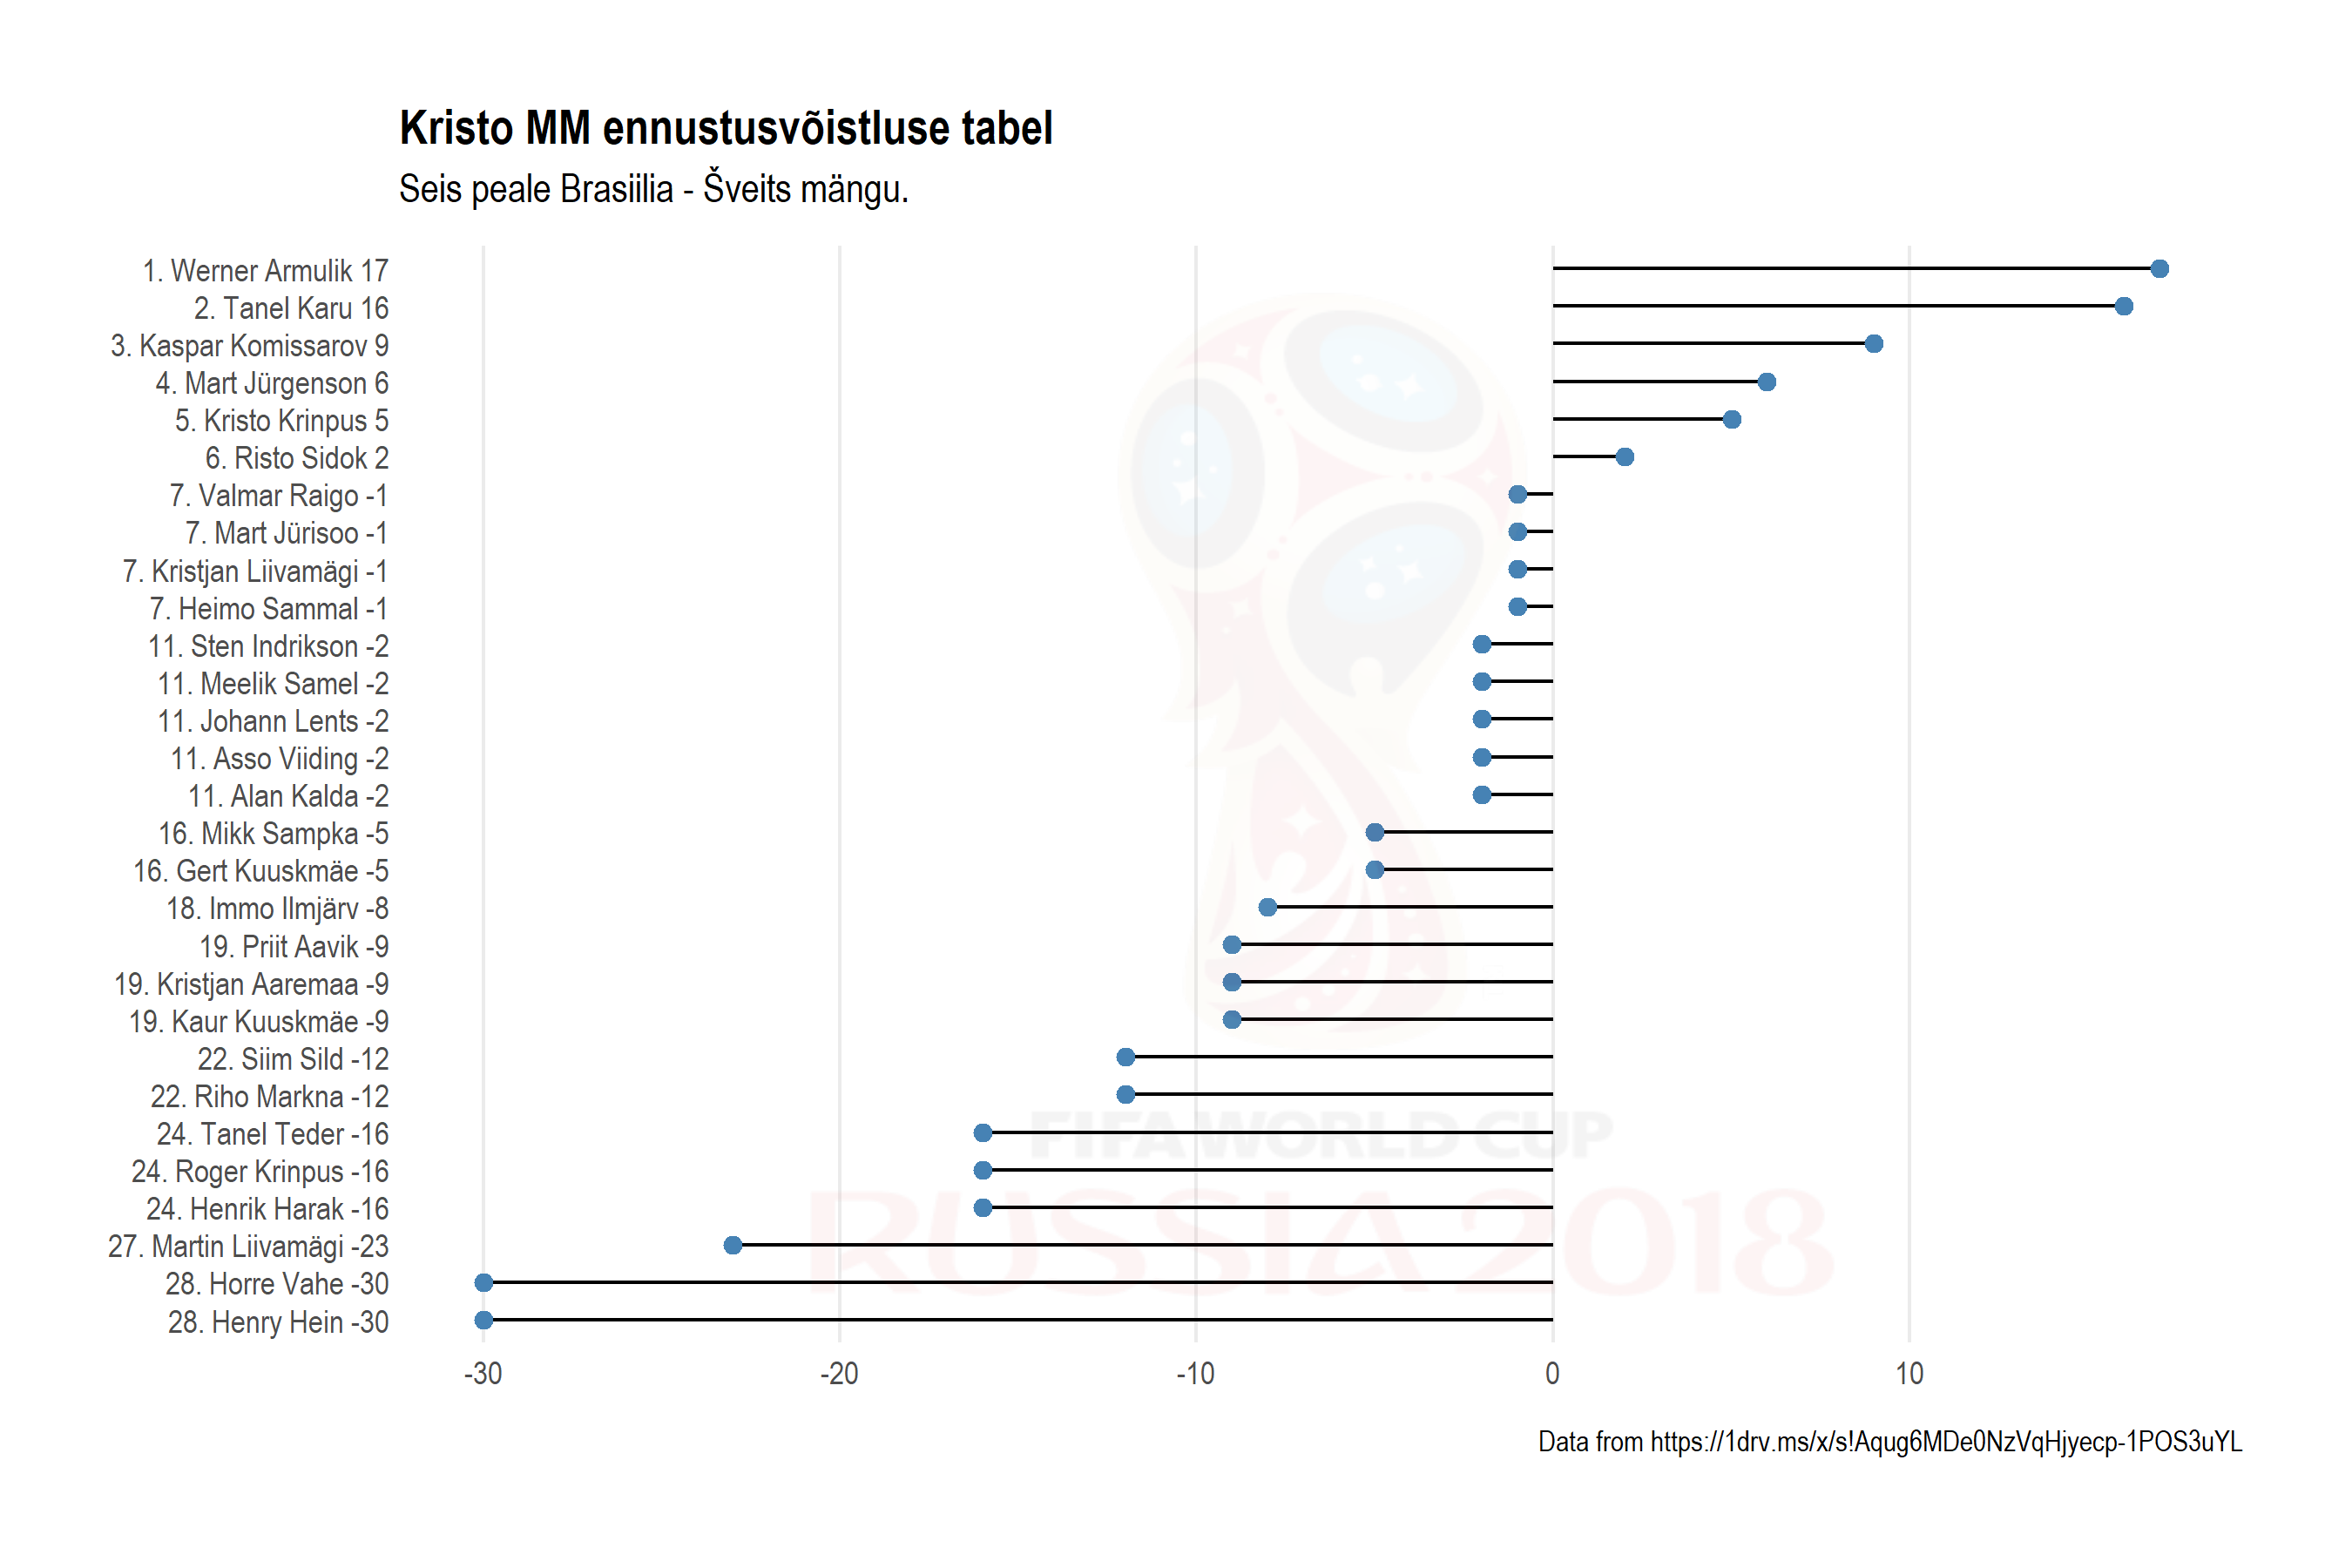 Kristo MM ennustusvõistluse tabel
Seis peale Brasiilia - Šveits mängu.
1. Werner Armulik 17
2. Tanel Karu 16
3. Kaspar Komissarov 9
4. Mart Jürgenson 6
5. Kristo Krinpus 5
6. Risto Sidok 2
7. Valmar Raigo -1
7. Mart Jürisoo -1
7. Kristjan Liivamägi -1
7. Heimo Sammal -1
11. Sten Indrikson -2
11. Meelik Samel -2
11. Johann Lents -2
11. Asso Viiding -2
11. Alan Kalda -2
16. Mikk Sampka -5
16. Gert Kuuskmäe -5
18. Immo Ilmjärv -8
19. Priit Aavik -9
19. Kristjan Aaremaa -9
19. Kaur Kuuskmäe -9
22. Siim Sild -12
22. Riho Markna -12
24. Tanel Teder -16
24. Roger Krinpus -16
24. Henrik Harak -16
27. Martin Liivamägi -23
28. Horre Vahe -30
28. Henry Hein -30
FIFA WORLD CUP
RUSSIA 2018
-30 -20 -10 0 10
Data from https://1drv.ms/x/s!Aqug6MDe0NzVqHjyecp-1POS3uYL